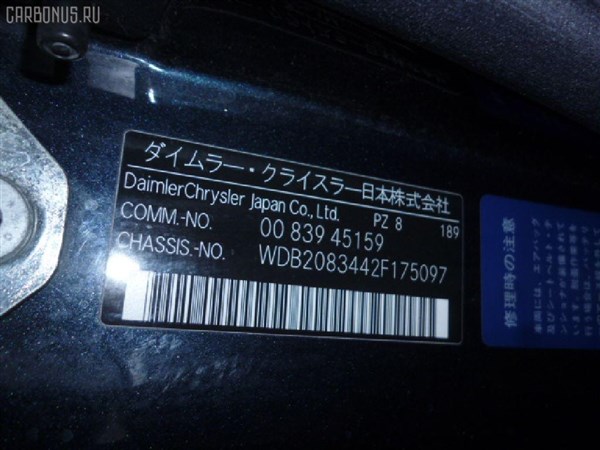 CARBONUS.RU
ダイムラー・クライスラー日本株式会社
DaimlerChrysler Japan Co., Ltd. PZ 8 189
COMM.-NO. 00 839 45159
CHASSIS.-NO. WDB2083442F175097
修理時の注意